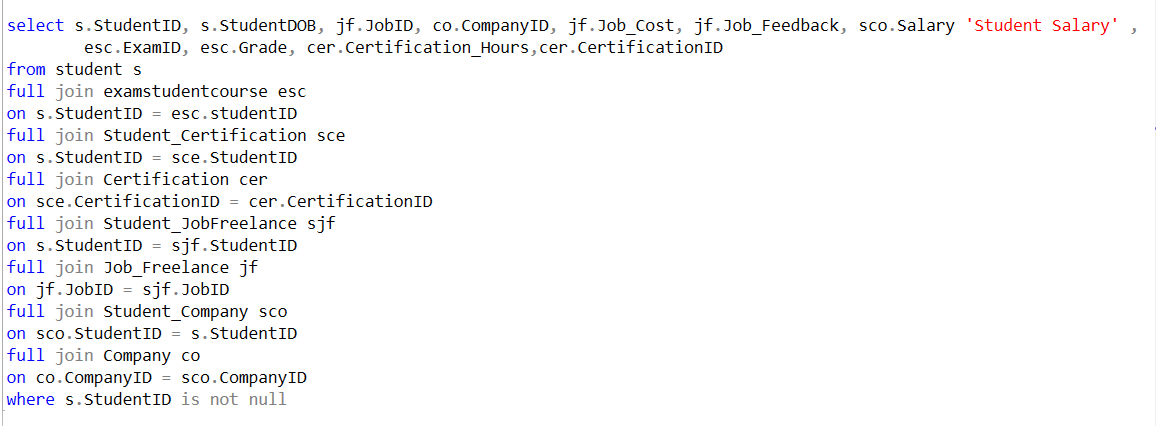 select s.StudentID, s.StudentDOB, jf.JobID, co.CompanyID, jf.Job_Cost, jf.Job_Feedback, sco.Salary 'Student Salary' ,
esc.ExamID, esc.Grade, cer.Certification_Hours,cer.CertificationID
from student s
full join examstudentcourse esc
on s.StudentID = esc.studentID
full join Student_Certification sce
on s.StudentID = sce.StudentID
full join Certification cer
on sce.CertificationID = cer.CertificationID
full join Student_JobFreelance sjf
on s.StudentID = sjf.StudentID
full join Job_Freelance jf
on jf.JobID = sjf.JobID
full join Student_Company sco
on sco.StudentID = s.StudentID
full join Company co
on co.CompanyID = sco.CompanyID
where s.StudentID is not null